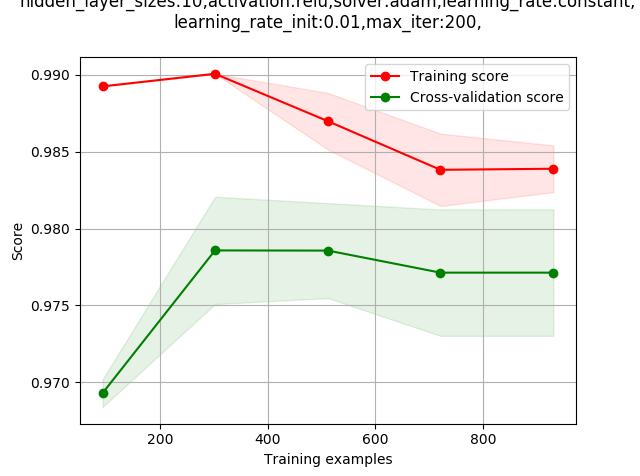 hidden_layer_sizes:10,activation:relu,solver:adam,learning_rate:constant,
learning_rate_init:0.01,max_iter:200,
0.990
Training score
Cross-validation score
0.985
0.980
Score
0.975
0.970
200 400 600 800
Training examples